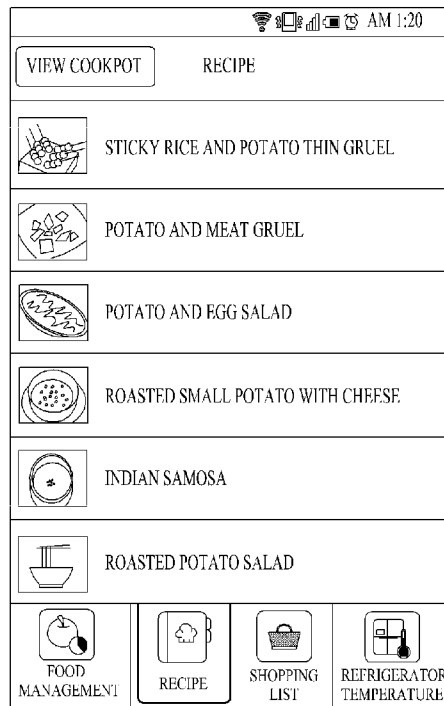 AM 1:20
VIEW COOKPOT RECIPE
STICKY RICE AND POTATO THIN GRUEL
POTATO AND MEAT GRUEL
POTATO AND EGG SALAD
ROASTED SMALL POTATO WITH CHEESE
INDIAN SAMOSA
ROASTED POTATO SALAD
FOOD
MANAGEMENT
RECIPE
SHOPPING
LIST
REFRIGERATOR
TEMPERATURE